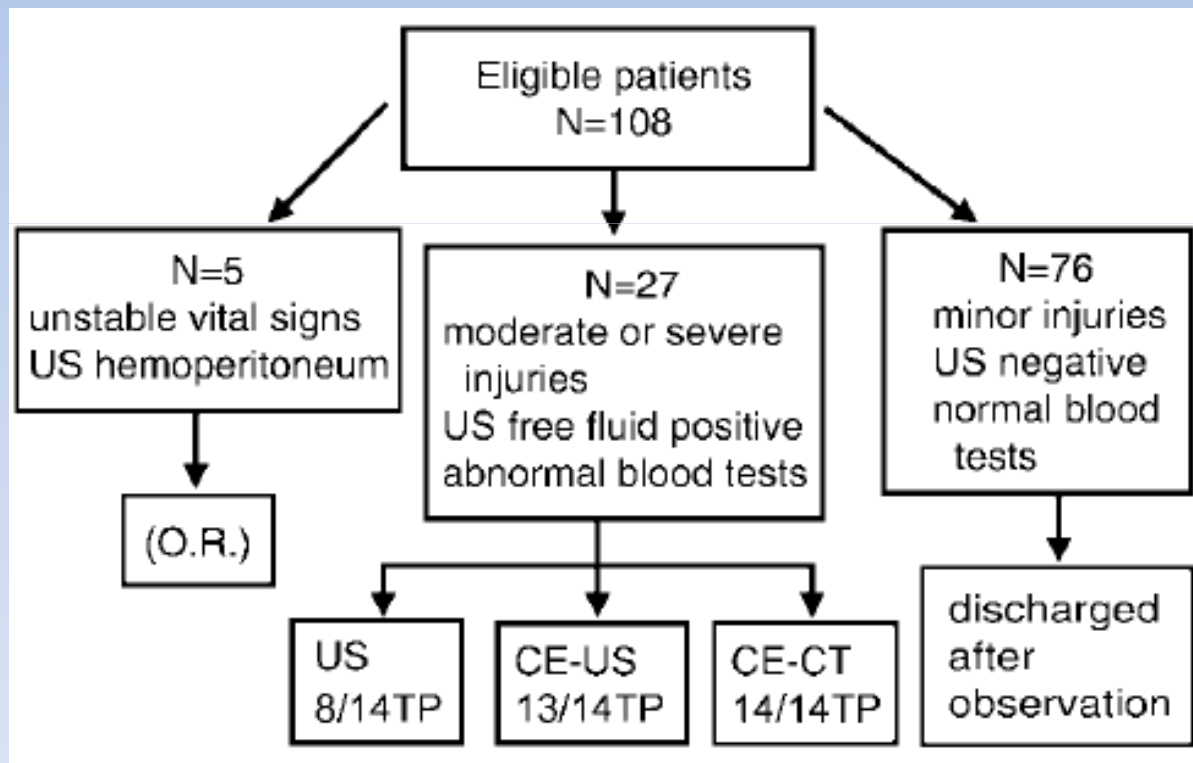 Eligible patients
N=108
N=5
unstable vital signs
US hemoperitoneum
N=27
moderate or severe
injuries
US free fluid positive
abnormal blood tests
N=76
minor injuries
US negative
normal blood
tests
(O.R.)
US
8/14TP
CE-US
13/14TP
CE-CT
14/14TP
discharged
after
observation